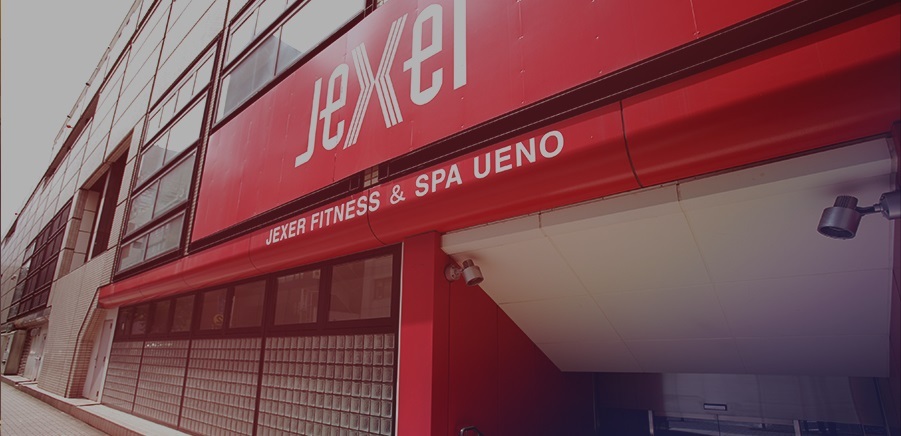 JEXER
JEXER FITNESS & SPA UENO